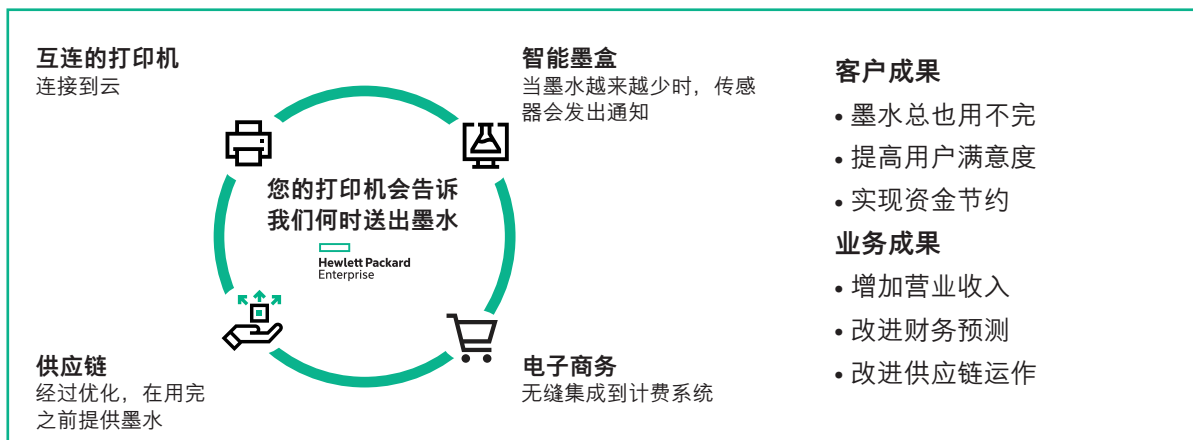 互连的打印机
连接到云
智能墨盒
当墨水越来越少时，传感
器会发出通知
您的打印机会告诉
我们何时送出墨水
Hewlett Packard
Enterprise
供应链
经过优化，在用完
之前提供墨水
电子商务
无缝集成到计费系统
客户成果
• 墨水总也用不完
• 提高用户满意度
• 实现资金节约
业务成果
• 增加营业收入
• 改进财务预测
• 改进供应链运作